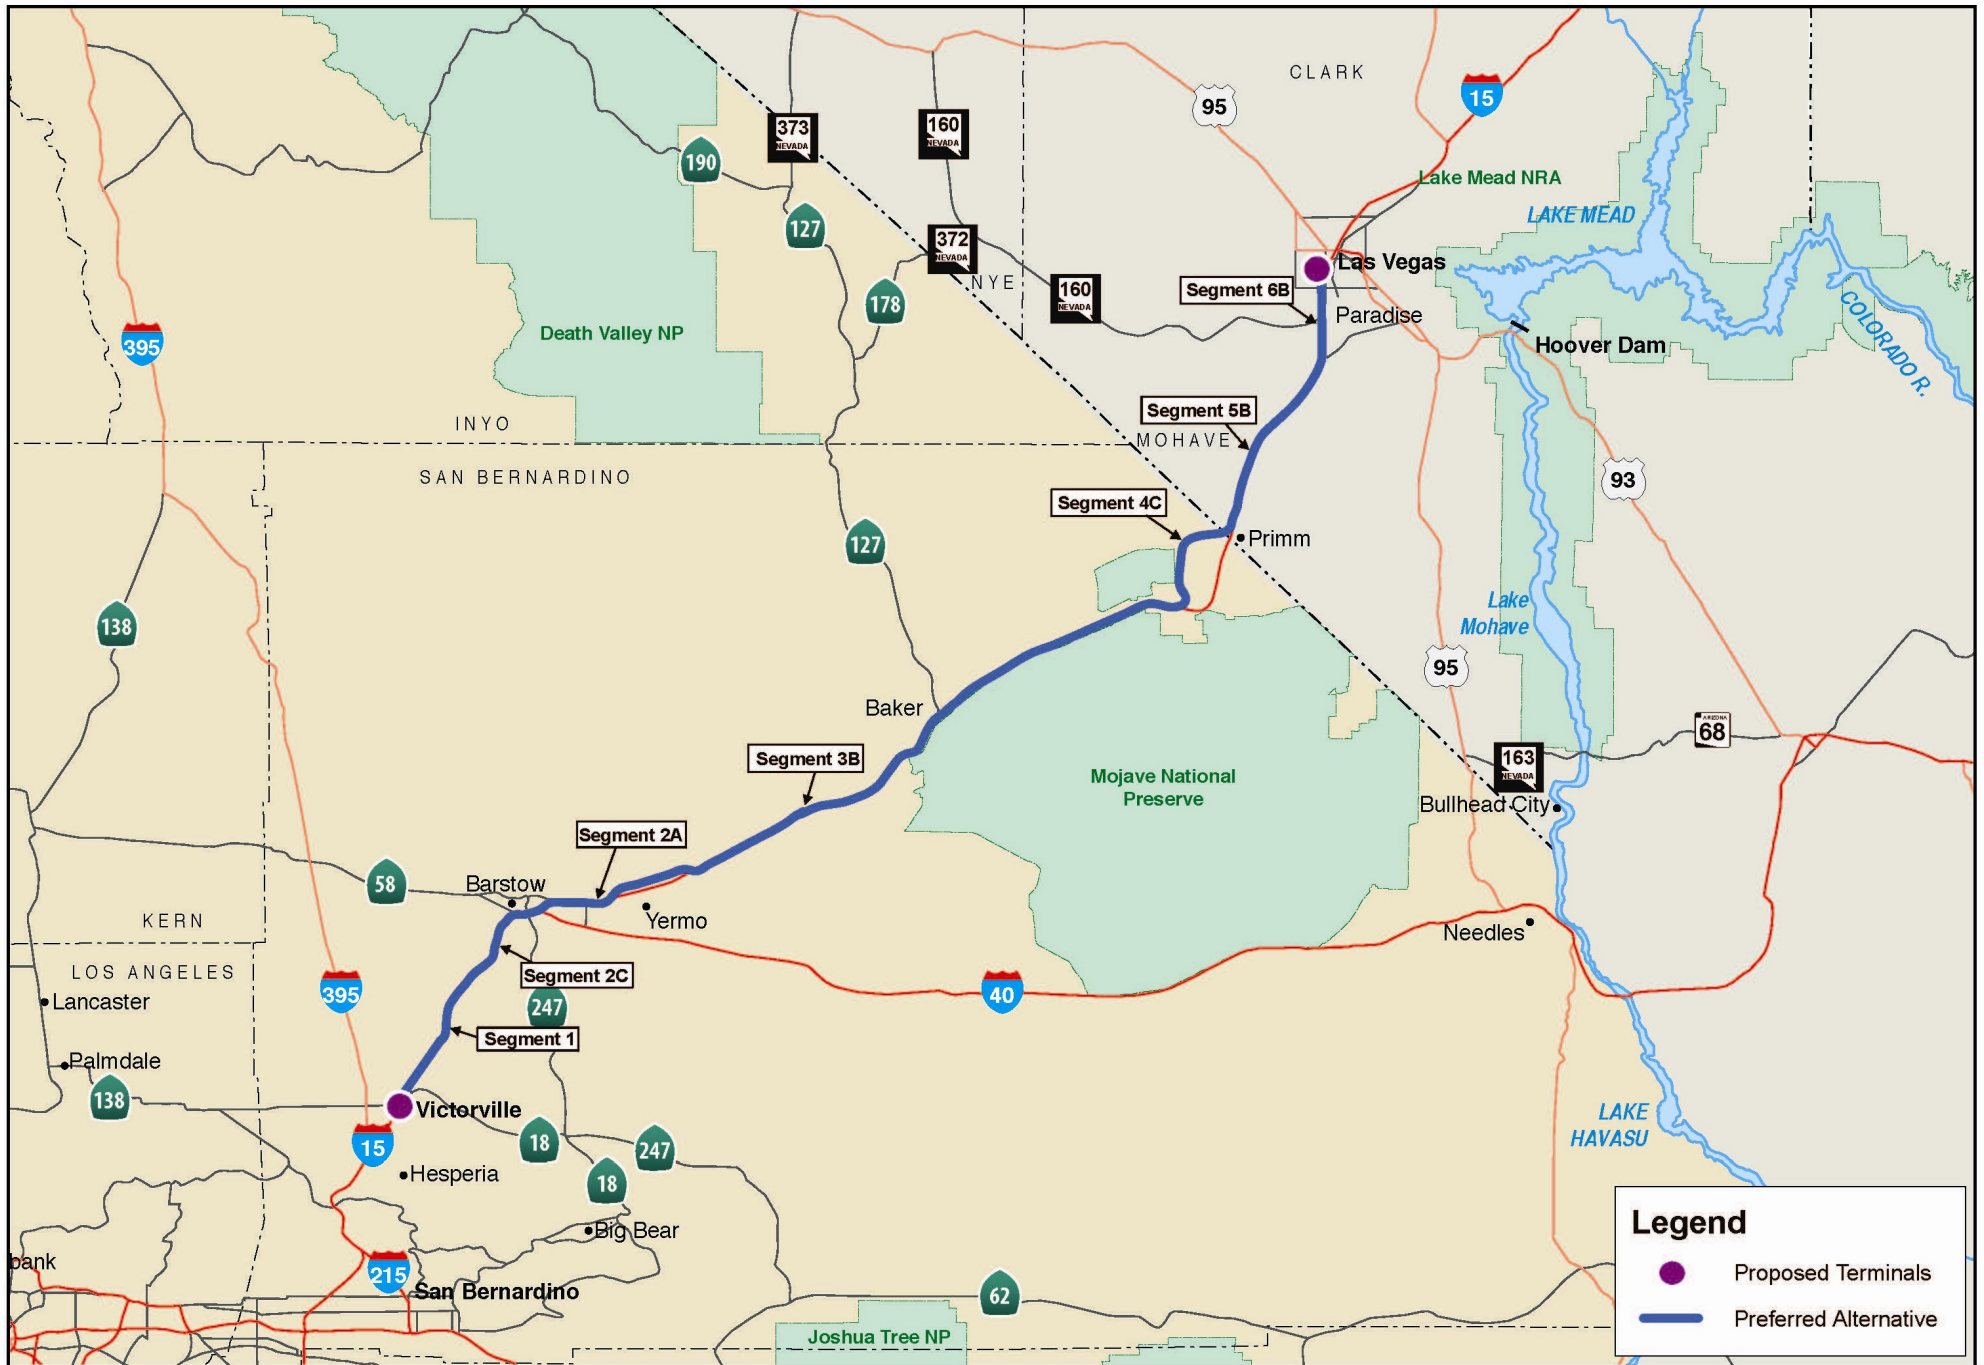 CLARK
95
15
373
NEVADA
160
NEVADA
190
Lake Mead NRA
LAKE MEAD
127
372
NEVADA
NYE
Las Vegas
178
160
NEVADA
Segment 6B
Paradise
COLORADO R.
395
Death Valley NP
Hoover Dam
Segment 5B
INYO
MOHAVE
SAN BERNARDINO
93
Segment 4C
127
Primm
138
Lake
Mohave
95
Baker
68
ARIZONA
Segment 3B
163
NEVADA
Mojave National
Preserve
Bullhead City
Segment 2A
58
Barstow
Yermo
KERN
Needles
LOS ANGELES
Segment 2C
395
40
Lancaster
247
Segment 1
Palmdale
138
Victorville
LAKE
HAVASU
15
18
247
Hesperia
18
Big Bear
bank
215
San Bernardino
62
Joshua Tree NP
Legend
Proposed Terminals
Preferred Alternative